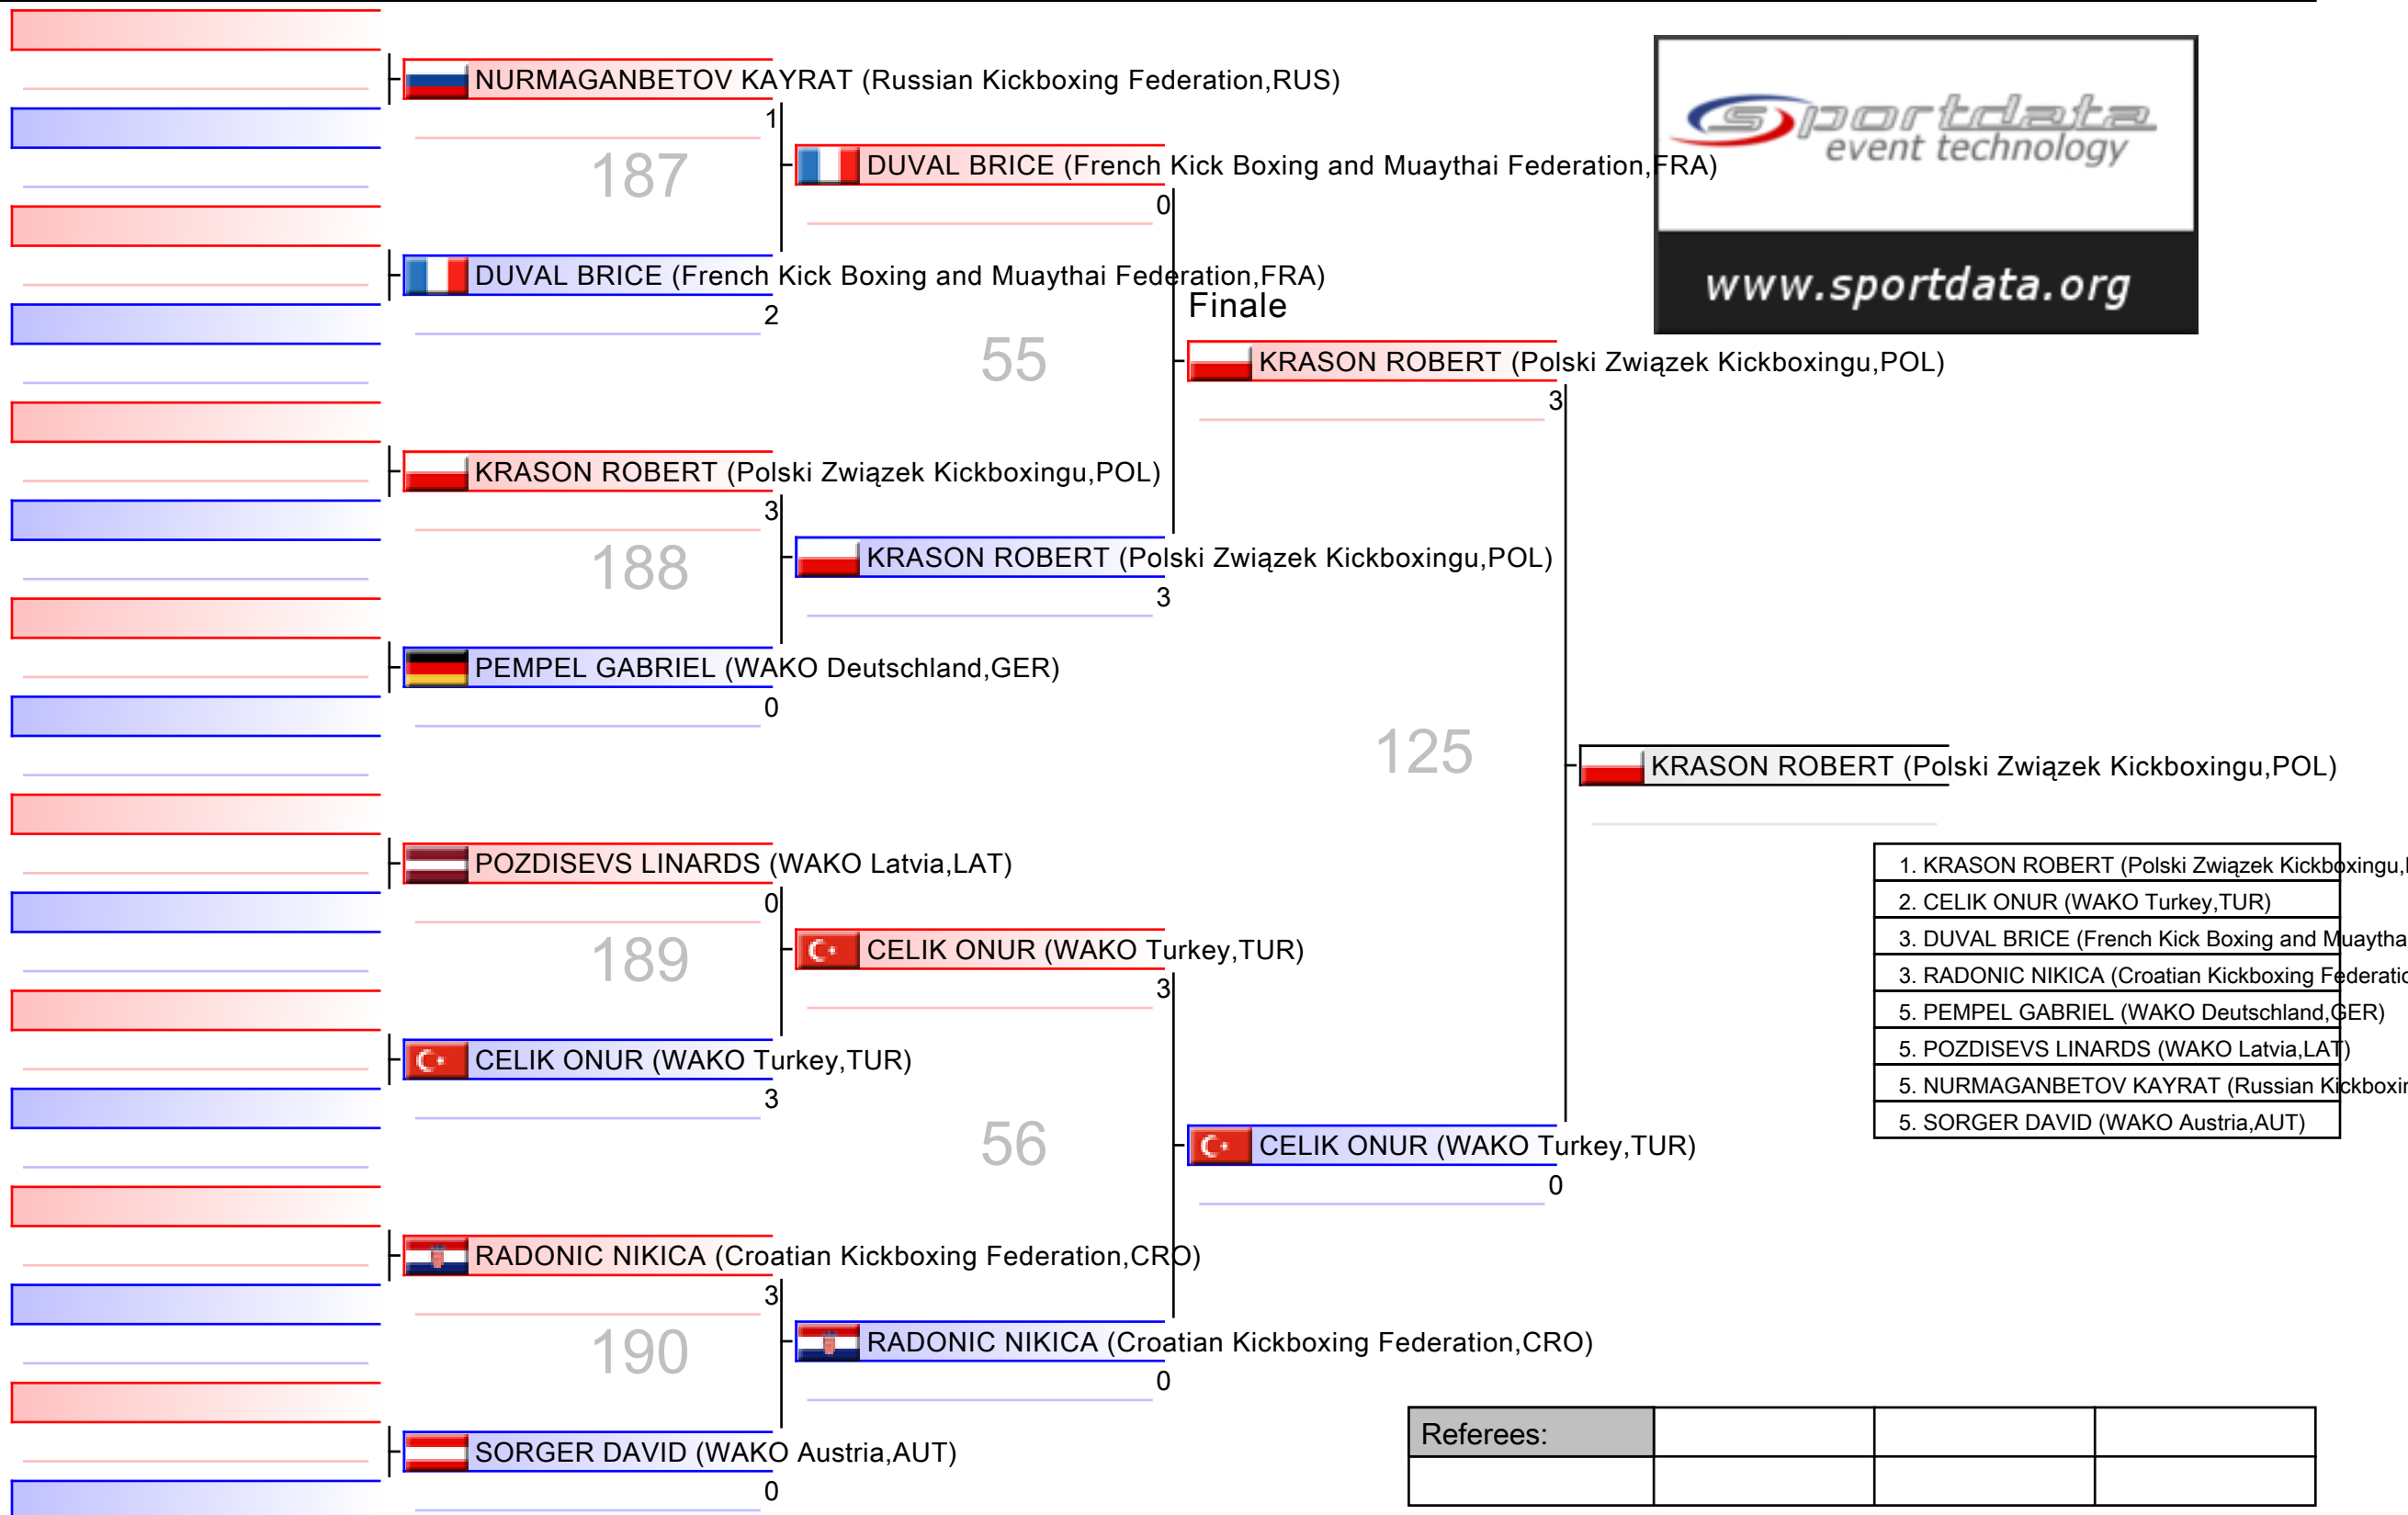 NURMAGANBETOV KAYRAT (Russian Kickboxing Federation,RUS)
1
187
DUVAL BRICE (French Kick Boxing and Muaythai Federation,FRA)
2
KRASON ROBERT (Polski Związek Kickboxingu,POL)
3
188
PEMPEL GABRIEL (WAKO Deutschland,GER)
0
POZDISEVS LINARDS (WAKO Latvia,LAT)
0
189
CELIK ONUR (WAKO Turkey,TUR)
3
RADONIC NIKICA (Croatian Kickboxing Federation,CRO)
3
190
SORGER DAVID (WAKO Austria,AUT)
0
DUVAL BRICE (French Kick Boxing and Muaythai Federation,FRA)
0
55
KRASON ROBERT (Polski Związek Kickboxingu,POL)
3
CELIK ONUR (WAKO Turkey,TUR)
3
56
RADONIC NIKICA (Croatian Kickboxing Federation,CRO)
0
Finale
KRASON ROBERT (Polski Związek Kickboxingu,POL)
3
125
CELIK ONUR (WAKO Turkey,TUR)
0
KRASON ROBERT (Polski Związek Kickboxingu,POL)
sportdata
event technology
www.sportdata.org
1. KRASON ROBERT (Polski Związek Kickboxingu,
2. CELIK ONUR (WAKO Turkey,TUR)
3. DUVAL BRICE (French Kick Boxing and Muaytha
3. RADONIC NIKICA (Croatian Kickboxing Federatio
5. PEMPEL GABRIEL (WAKO Deutschland,GER)
5. POZDISEVS LINARDS (WAKO Latvia,LAT)
5. NURMAGANBETOV KAYRAT (Russian Kickboxin
5. SORGER DAVID (WAKO Austria,AUT)
Referees: